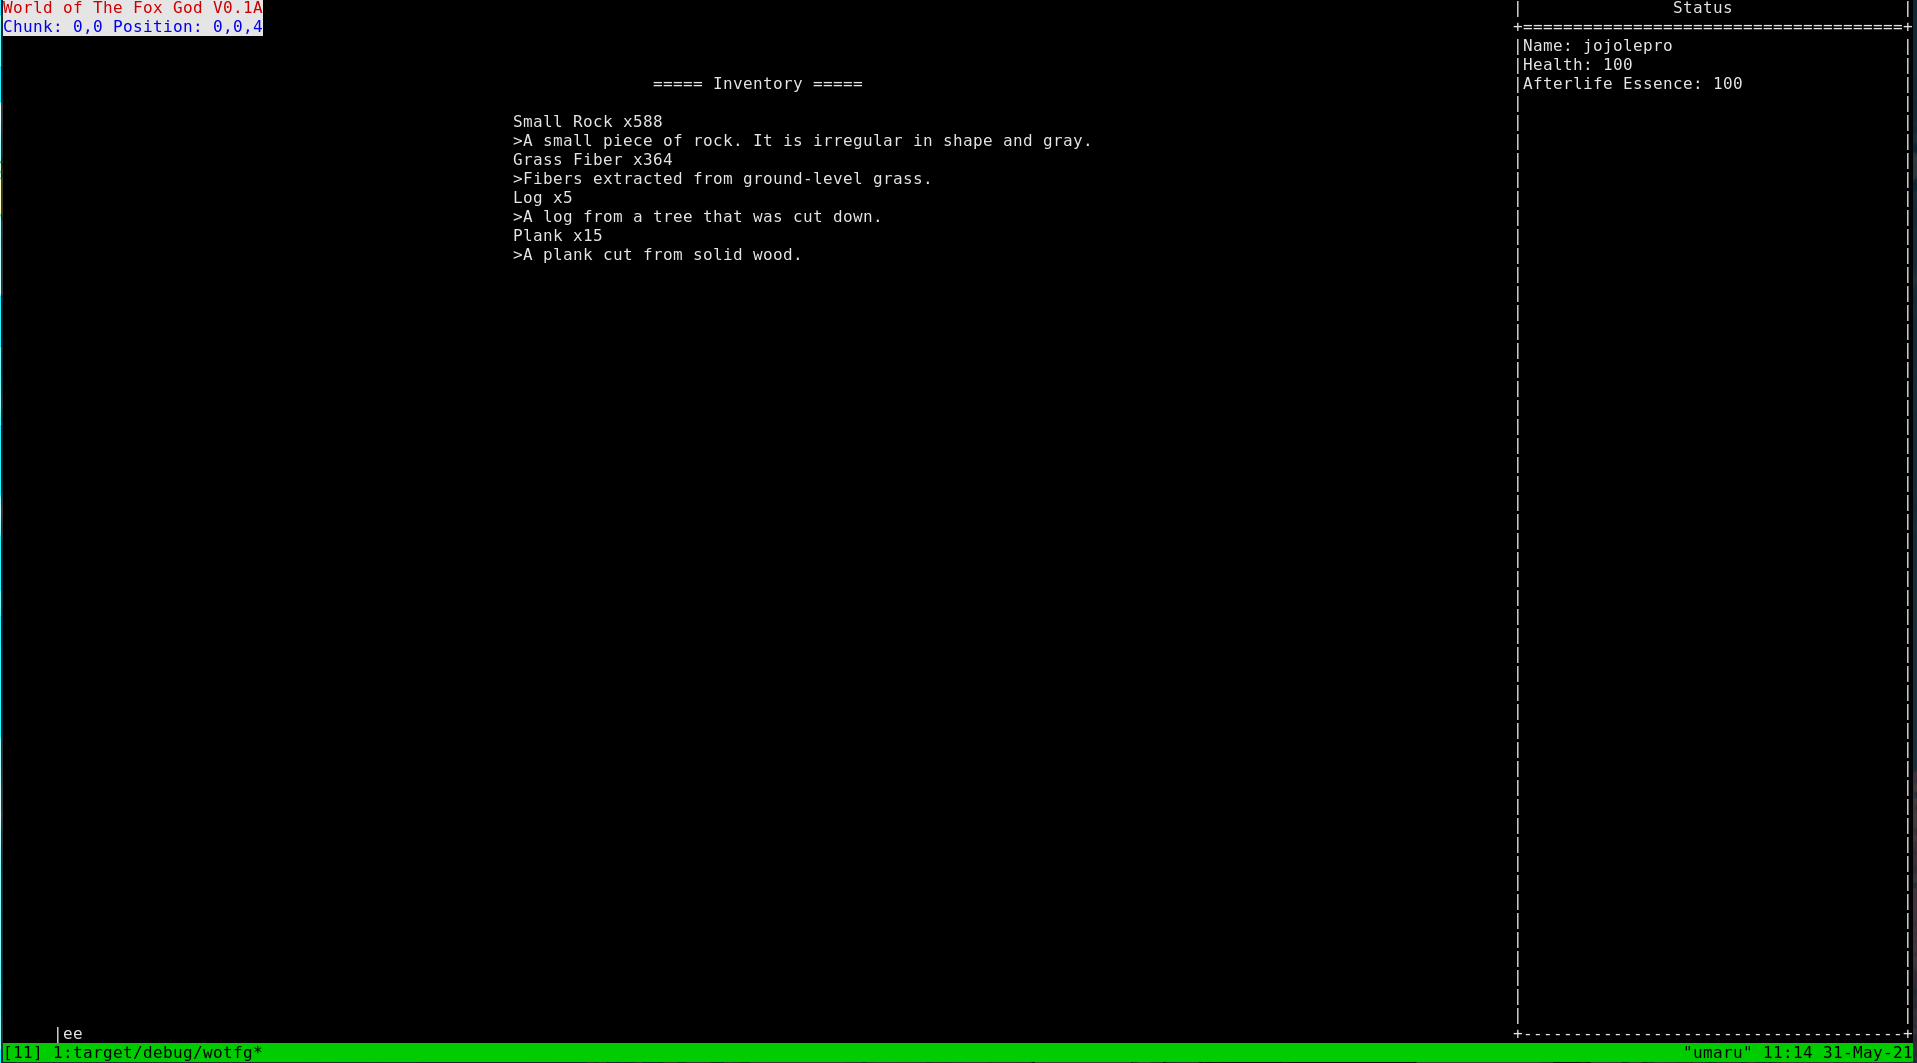 World of The Fox God V0.1A
Chunk: 0,0 Position: 0,0,4
===== Inventory =====
Small Rock x588
>A small piece of rock. It is irregular in shape and gray.
Grass Fiber x364
>Fibers extracted from ground-level grass.
Log x5
>A log from a tree that was cut down.
Plank x15
>A plank cut from solid wood.
Status
Name: jojolepro
Health: 100
Afterlife Essence: 100
|ee
[11] 1:target/debug/wotfg* "umaru" 11:14 31-May-21